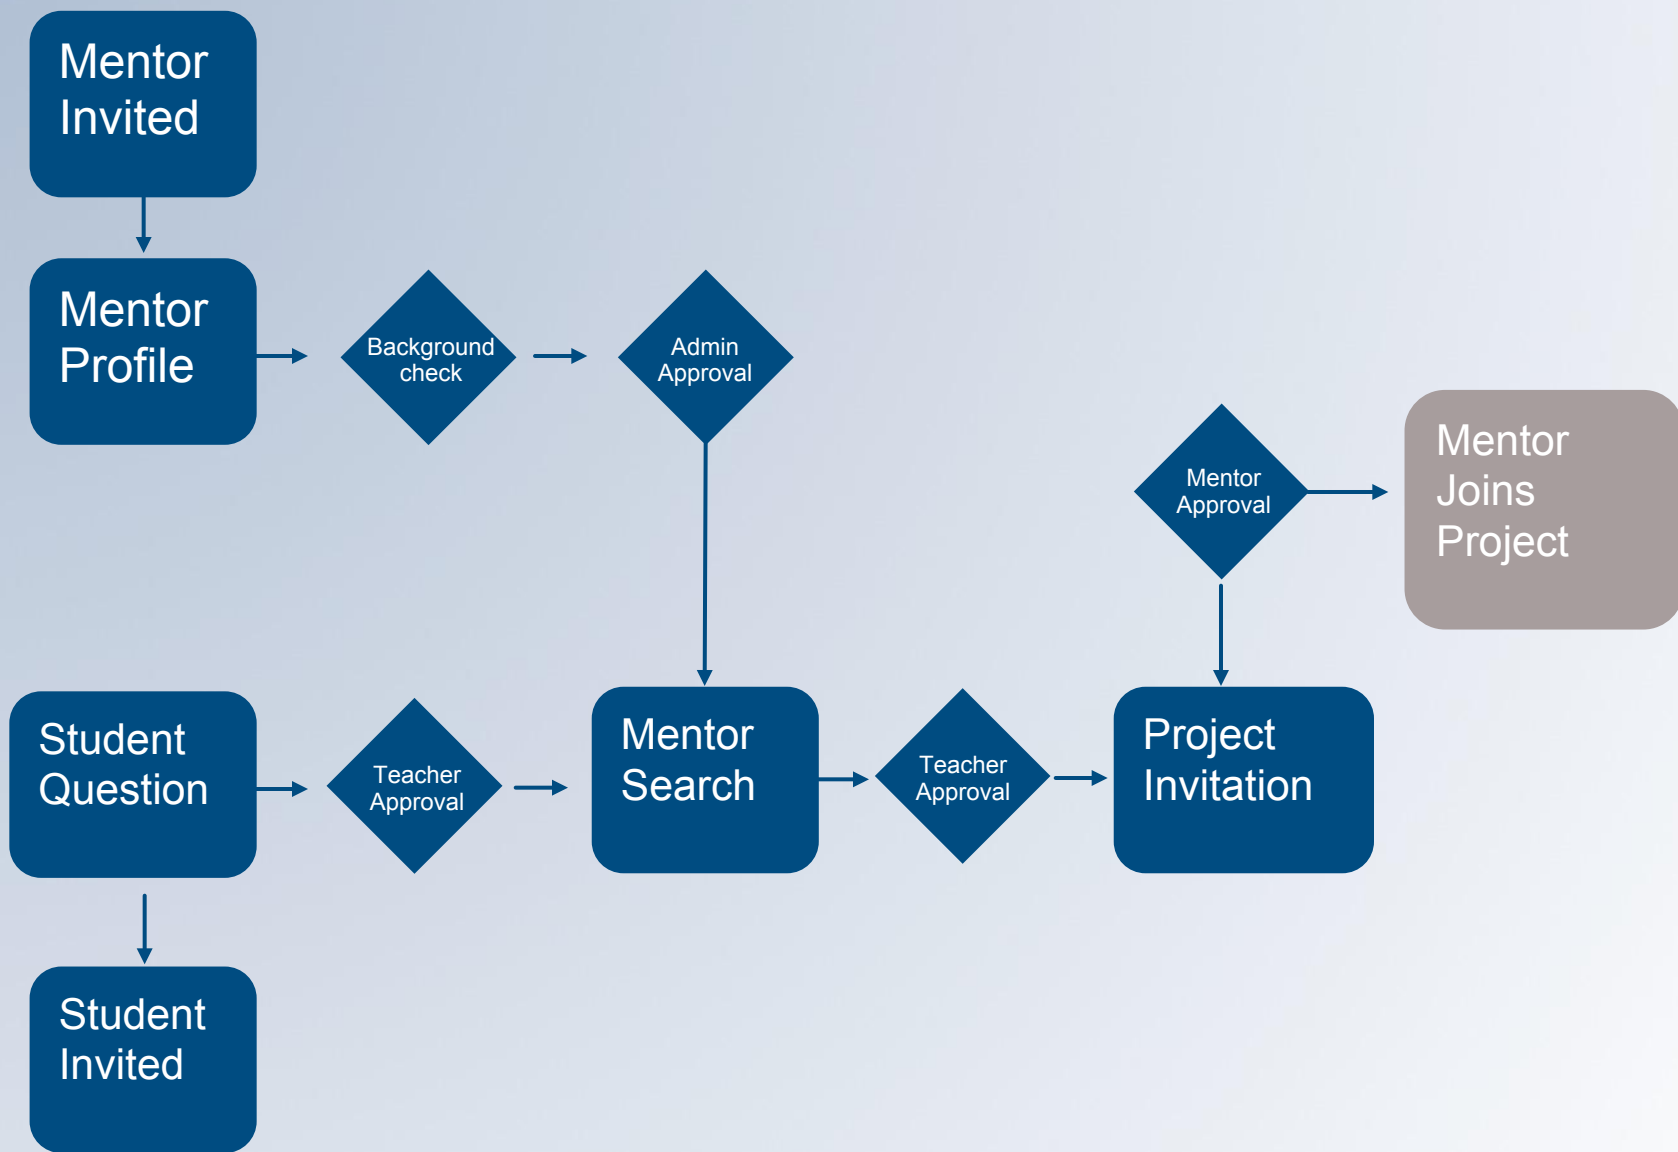 Mentor
Invited
Mentor
Profile
Background
check
Admin
Approval
Mentor
Approval
Mentor
Joins
Project
Student
Question
Teacher
Approval
Mentor
Search
Teacher
Approval
Project
Invitation
Student
Invited